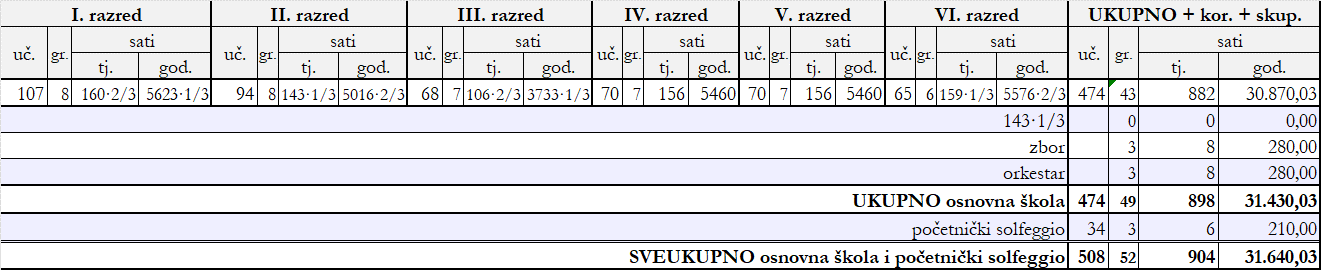 I. razred II. razred III. razred IV. razred V. razred VI. razred UKUPNO + kor. + skup.
uč. gr. sati uč. gr. sati uč. gr. sati uč. gr. sati uč. gr. sati uč. gr. sati uč. gr. sati
tj. god. tj. god. tj. god. tj. god. tj. god. tj. god. tj. god.
107 8 160·2/3 5623·1/3 94 8 143·1/3 5016·2/3 68 7 106·2/3 3733·1/3 70 7 156 5460 70 7 156 5460 65 6 159·1/3 5576·2/3 474 43 882 30.870,03
143·1/3 0 0 0,00
zbor 3 8 280,00
orkestar 3 8 280,00
UKUPNO osnovna škola 474 49 898 31.430,03
početnički solfeggio 34 3 6 210,00
SVEUKUPNO osnovna škola i početnički solfeggio 508 52 904 31.640,03